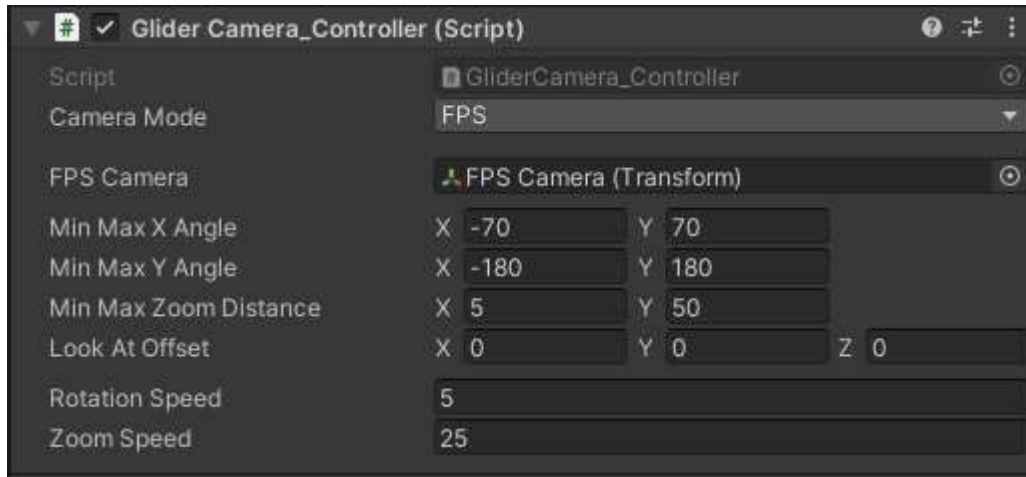 Glider Camera_Controller (Script)
Script GliderCamera_Controller
Camera Mode FPS
FPS Camera FPS Camera (Transform)
Min Max X Angle X -70 Y 70
Min Max Y Angle X -180 Y 180
Min Max Zoom Distance X 5 Y 50
Look At Offset X 0 Y 0 Z 0
Rotation Speed 5
Zoom Speed 25